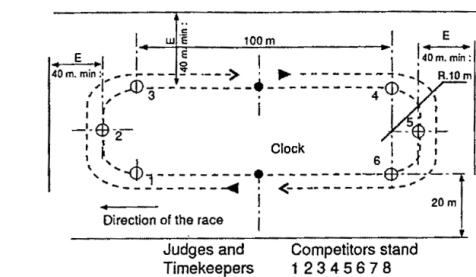 E
40 m. min :
E
40 m. min :
100 m
E
40 m. min :
R.10 m
3
4
2
5
Clock
1
6
20 m
Direction of the race
Judges and
Timekeepers
Competitors stand
1 2 3 4 5 6 7 8